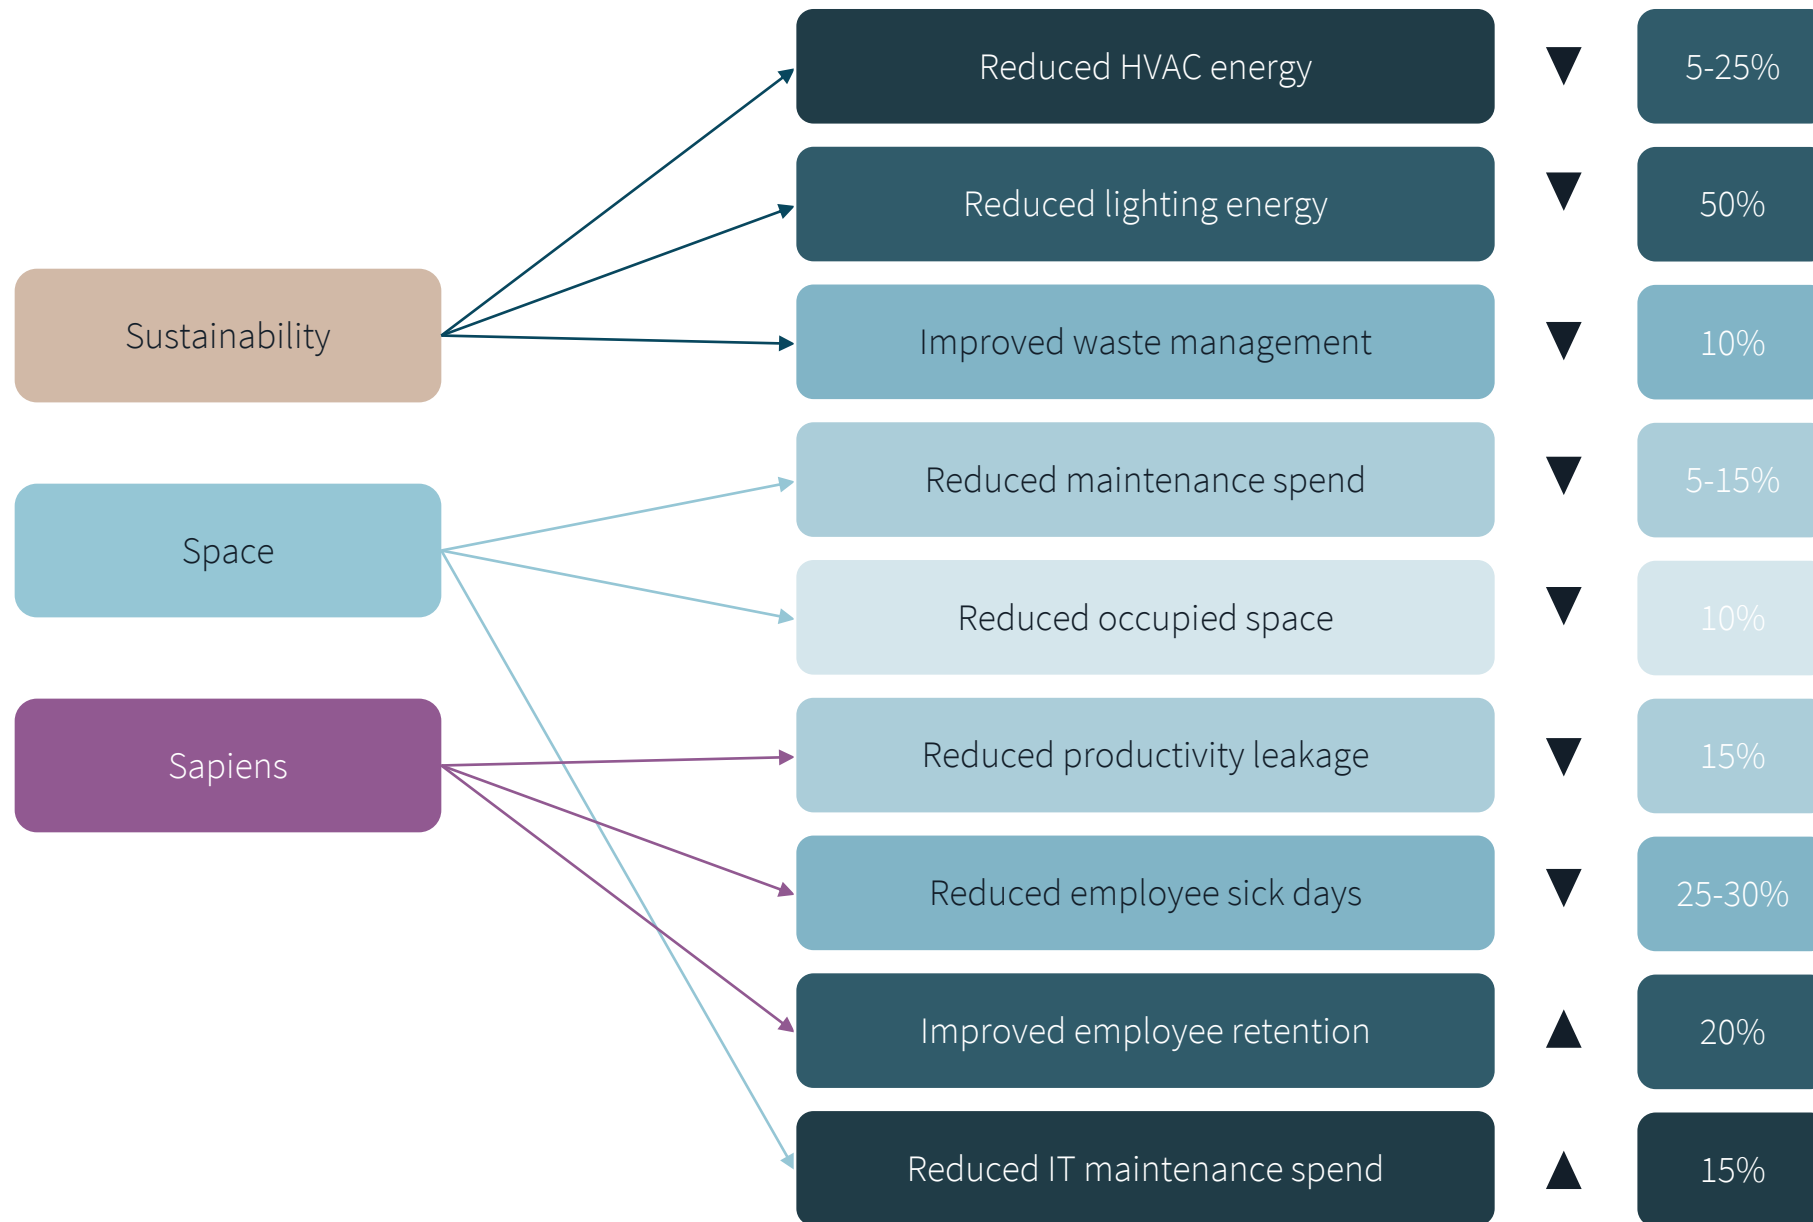 Reduced HVAC energy
5-25%
Reduced lighting energy
50%
Sustainability
Improved waste management
10%
Reduced maintenance spend
5-15%
Space
Reduced occupied space
10%
Sapiens
Reduced productivity leakage
15%
Reduced employee sick days
25-30%
Improved employee retention
20%
Reduced IT maintenance spend
15%